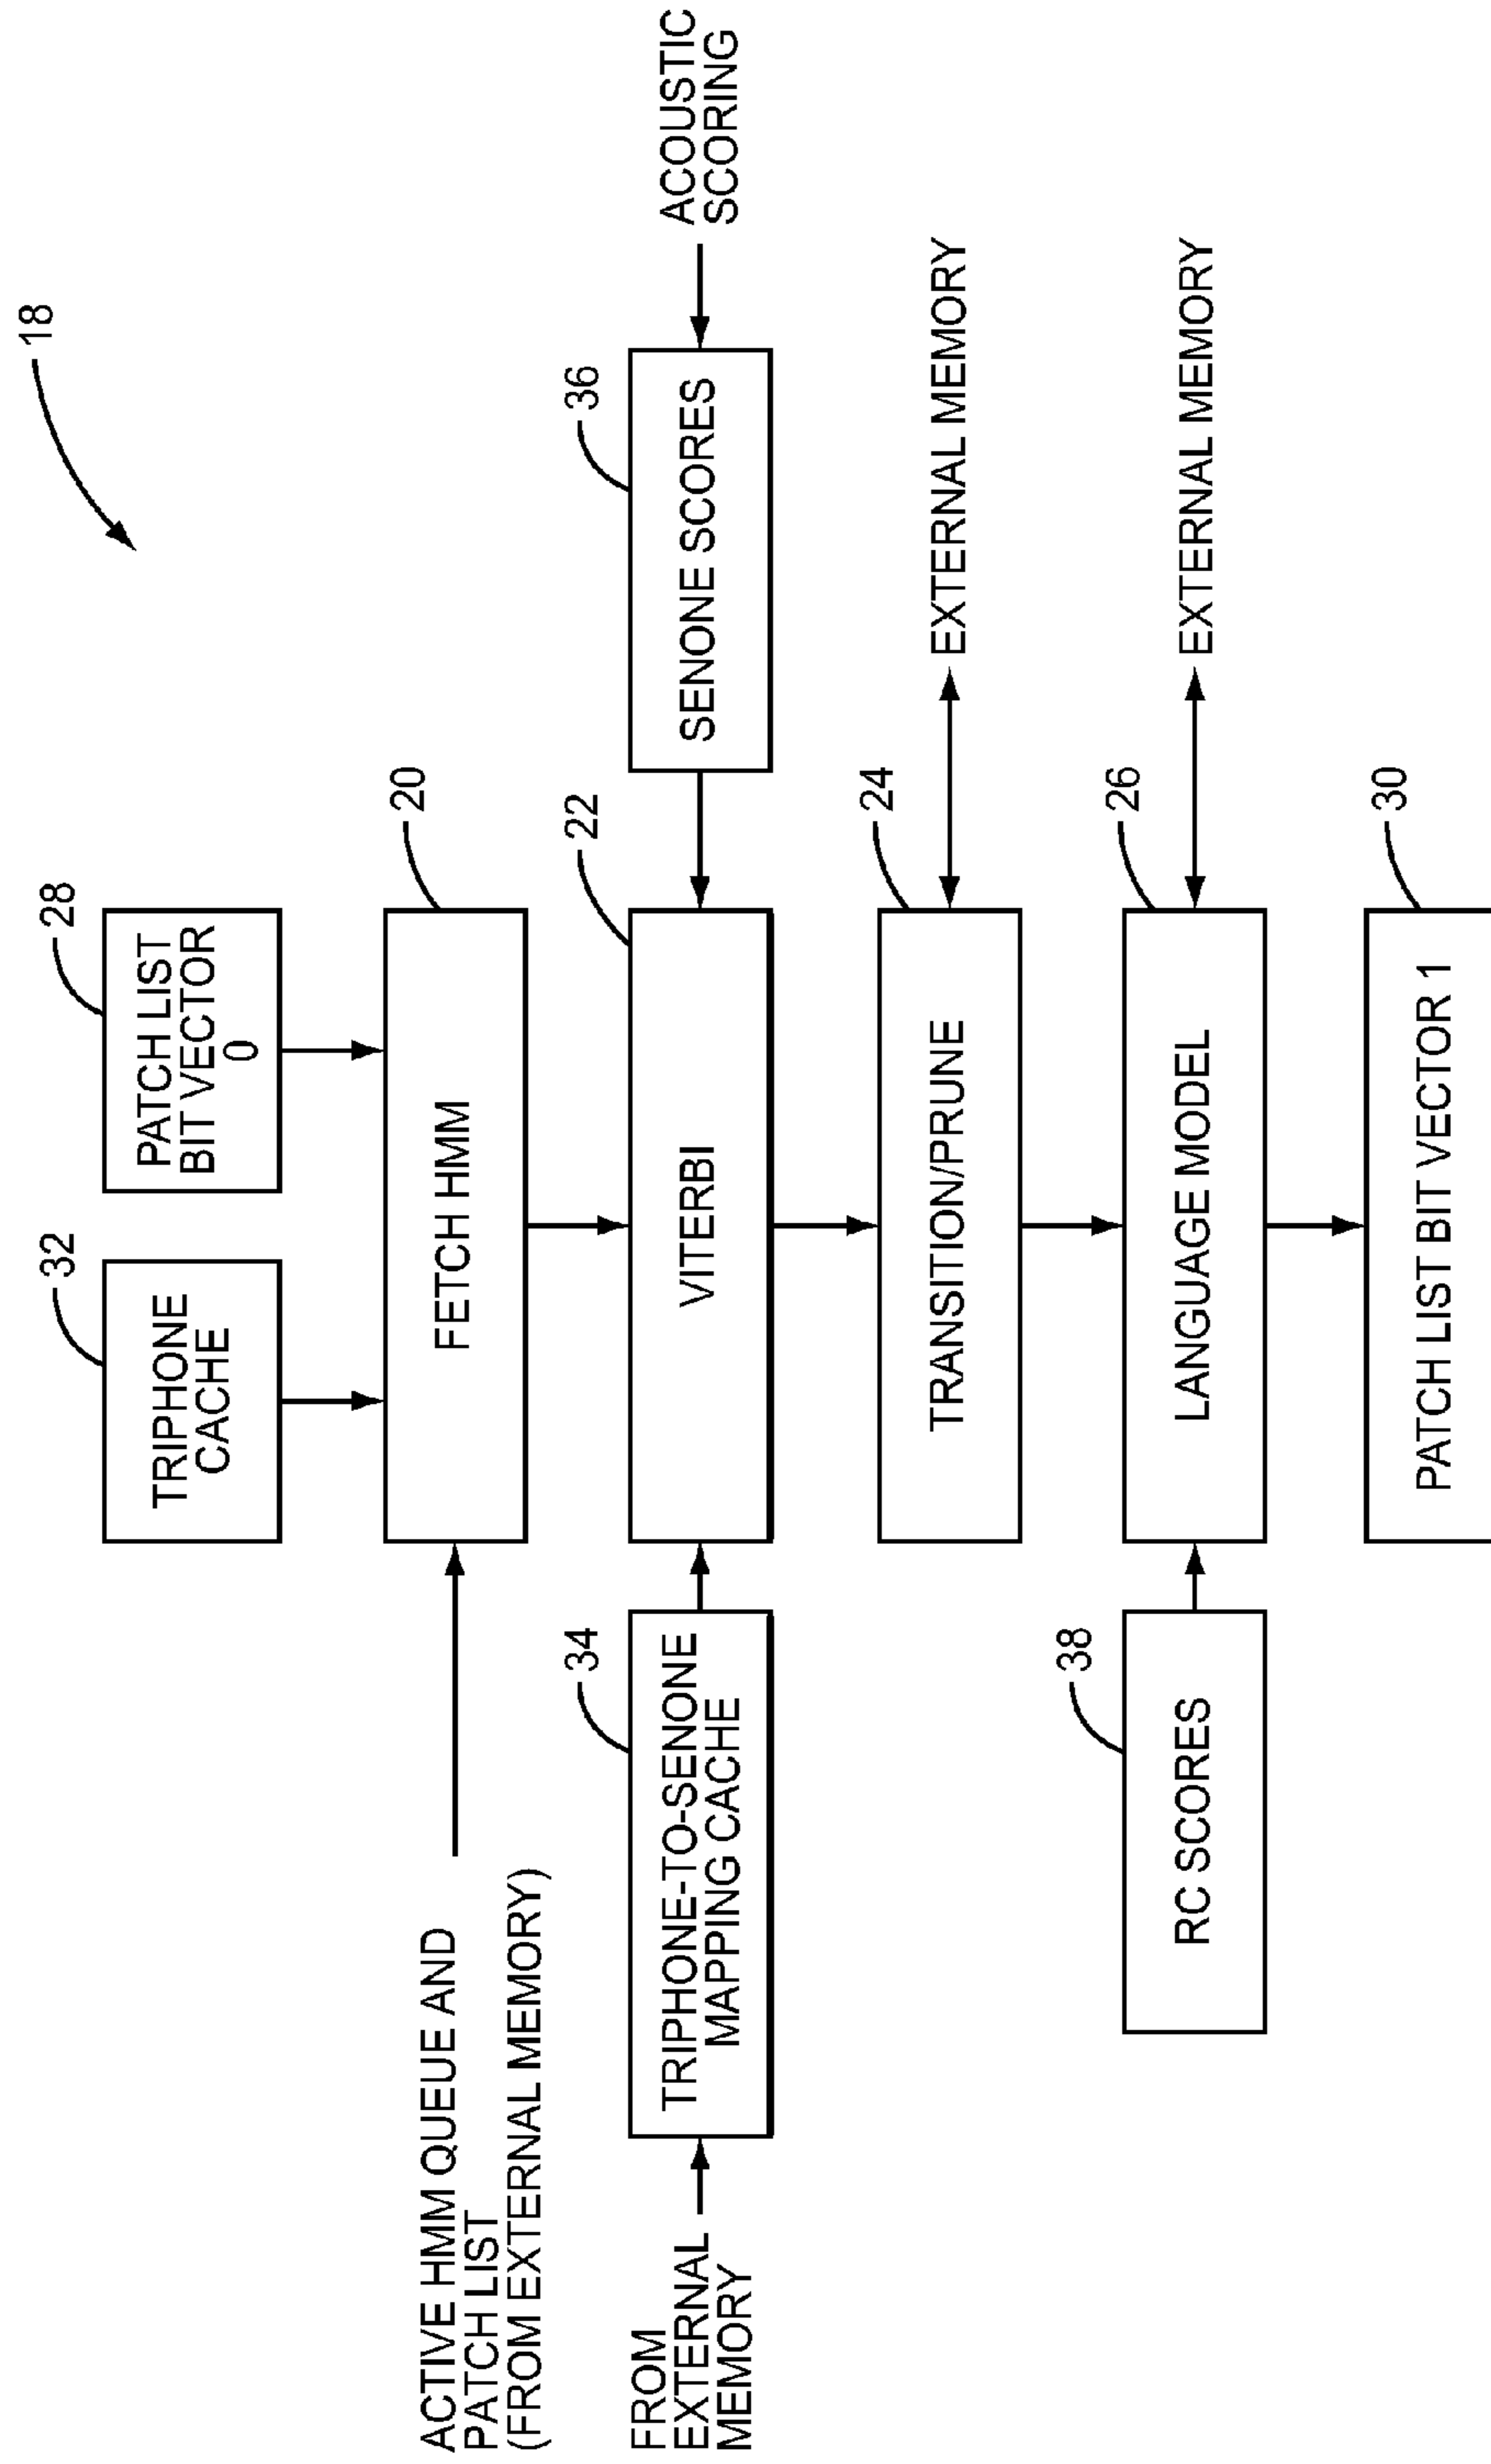 18
32
TRIPHONE
CACHE
28
PATCH LIST
BIT VECTOR
0
ACTIVE HMM QUEUE AND
PATCH LIST
(FROM EXTERNAL MEMORY)
20
FETCH HMM
34
TRIPHONE-TO-SENONE
MAPPING CACHE
FROM
EXTERNAL
MEMORY
22
VITERBI
36
SENONE SCORES
ACOUSTIC
SCORING
24
TRANSITION/PRUNE
EXTERNAL MEMORY
38
RC SCORES
26
LANGUAGE MODEL
EXTERNAL MEMORY
30
PATCH LIST BIT VECTOR 1